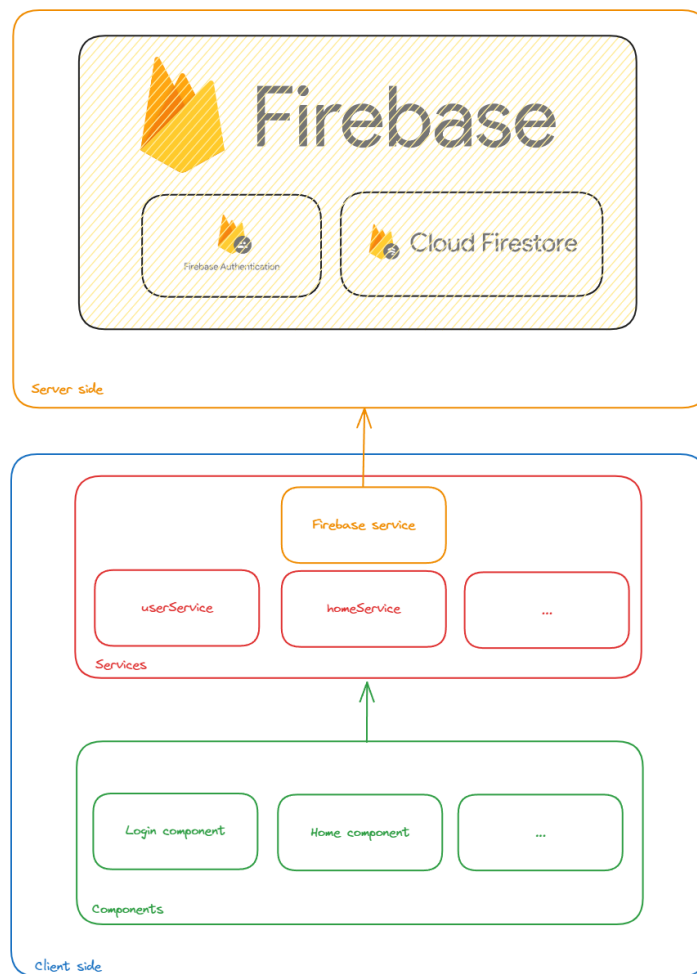 Firebase
Firebase Authentication
Cloud Firestore
Server side
Firebase service
userService
homeService
...
Services
Login component
Home component
...
Components
Client side